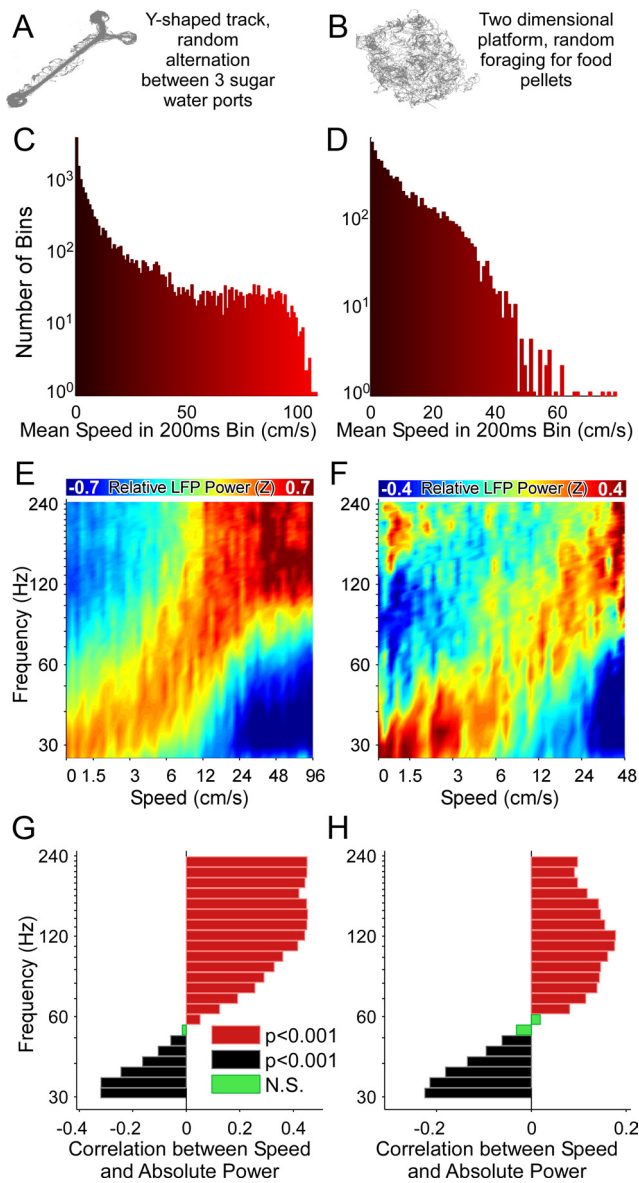 A
Y-shaped track,
random
alternation
between 3 sugar
water ports
B
Two dimensional
platform, random
foraging for food
pellets
C
Number of Bins
10³
10²
10¹
10⁰
0 50 100
Mean Speed in 200ms Bin (cm/s)
D
10²
10¹
10⁰
0 20 40 60
Mean Speed in 200ms Bin (cm/s)
E
-0.7 Relative LFP Power (Z) 0.7
Frequency (Hz)
240
120
60
30
0 1.5 3 6 12 24 48 96
Speed (cm/s)
F
-0.4 Relative LFP Power (Z) 0.4
240
120
60
30
0 1.5 3 6 12 24 48
Speed (cm/s)
G
Frequency (Hz)
240
120
60
30
p<0.001
p<0.001
N.S.
-0.4 -0.2 0 0.2 0.4
Correlation between Speed
and Absolute Power
H
240
120
60
30
-0.2 0 0.2
Correlation between Speed
and Absolute Power